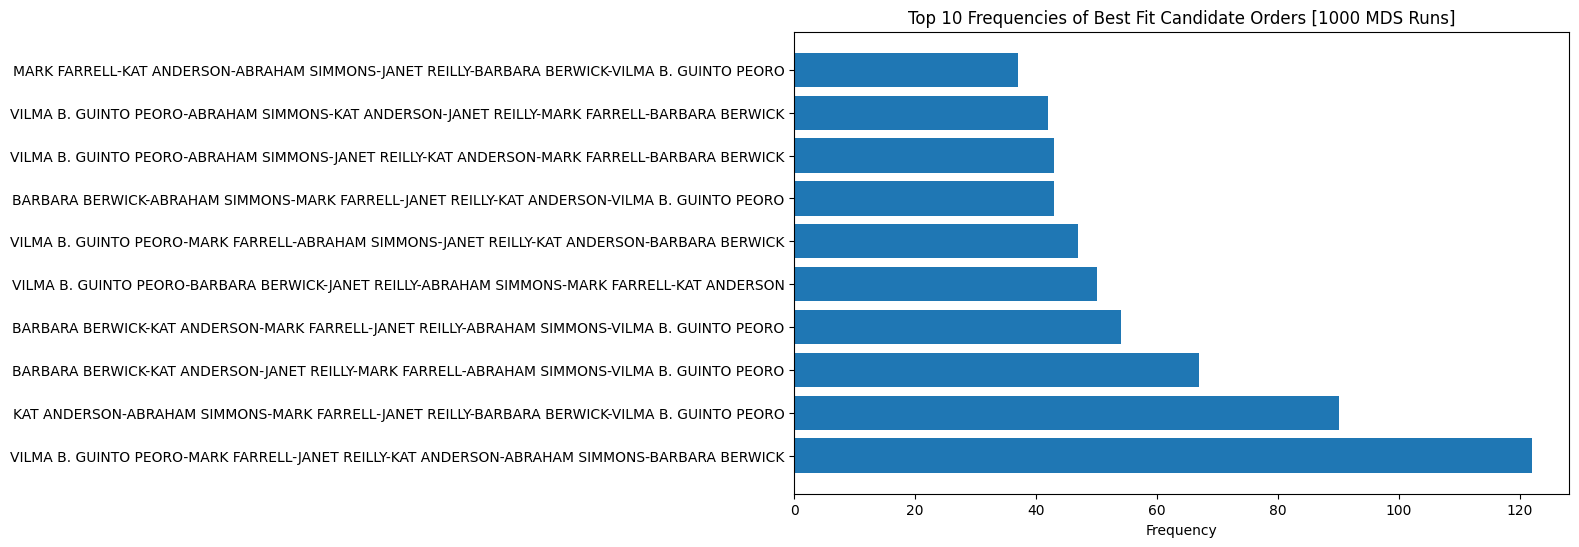 Top 10 Frequencies of Best Fit Candidate Orders [1000 MDS Runs]
MARK FARRELL-KAT ANDERSON-ABRAHAM SIMMONS-JANET REILLY-BARBARA BERWICK-VILMA B. GUINTO PEORO
VILMA B. GUINTO PEORO-ABRAHAM SIMMONS-KAT ANDERSON-JANET REILLY-MARK FARRELL-BARBARA BERWICK
VILMA B. GUINTO PEORO-ABRAHAM SIMMONS-JANET REILLY-KAT ANDERSON-MARK FARRELL-BARBARA BERWICK
BARBARA BERWICK-ABRAHAM SIMMONS-MARK FARRELL-JANET REILLY-KAT ANDERSON-VILMA B. GUINTO PEORO
VILMA B. GUINTO PEORO-MARK FARRELL-ABRAHAM SIMMONS-JANET REILLY-KAT ANDERSON-BARBARA BERWICK
VILMA B. GUINTO PEORO-BARBARA BERWICK-JANET REILLY-ABRAHAM SIMMONS-MARK FARRELL-KAT ANDERSON
BARBARA BERWICK-KAT ANDERSON-MARK FARRELL-JANET REILLY-ABRAHAM SIMMONS-VILMA B. GUINTO PEORO
BARBARA BERWICK-KAT ANDERSON-JANET REILLY-MARK FARRELL-ABRAHAM SIMMONS-VILMA B. GUINTO PEORO
KAT ANDERSON-ABRAHAM SIMMONS-MARK FARRELL-JANET REILLY-BARBARA BERWICK-VILMA B. GUINTO PEORO
VILMA B. GUINTO PEORO-MARK FARRELL-JANET REILLY-KAT ANDERSON-ABRAHAM SIMMONS-BARBARA BERWICK
0 20 40 60 80 100 120
Frequency